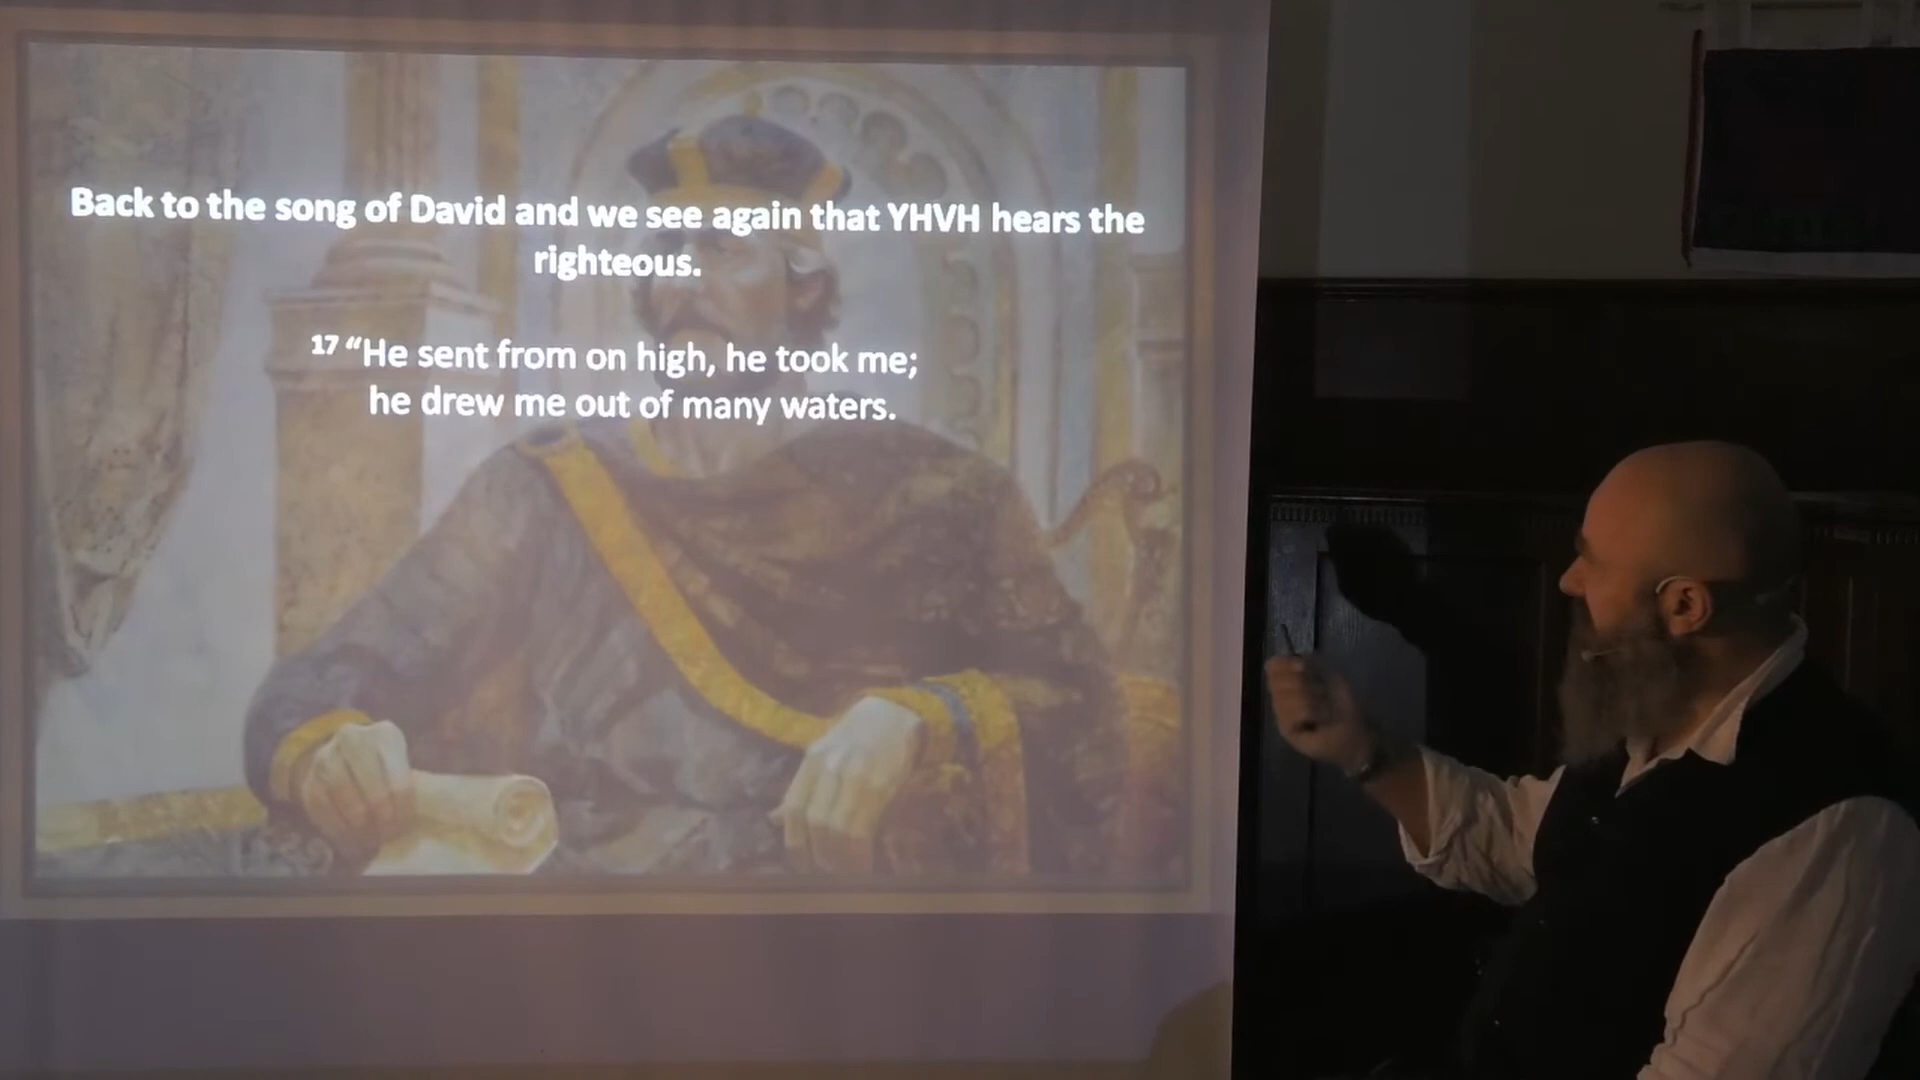 Back to the song of David and we see again that YHVH hears the
righteous.
17 “He sent from on high, he took me;
he drew me out of many waters.